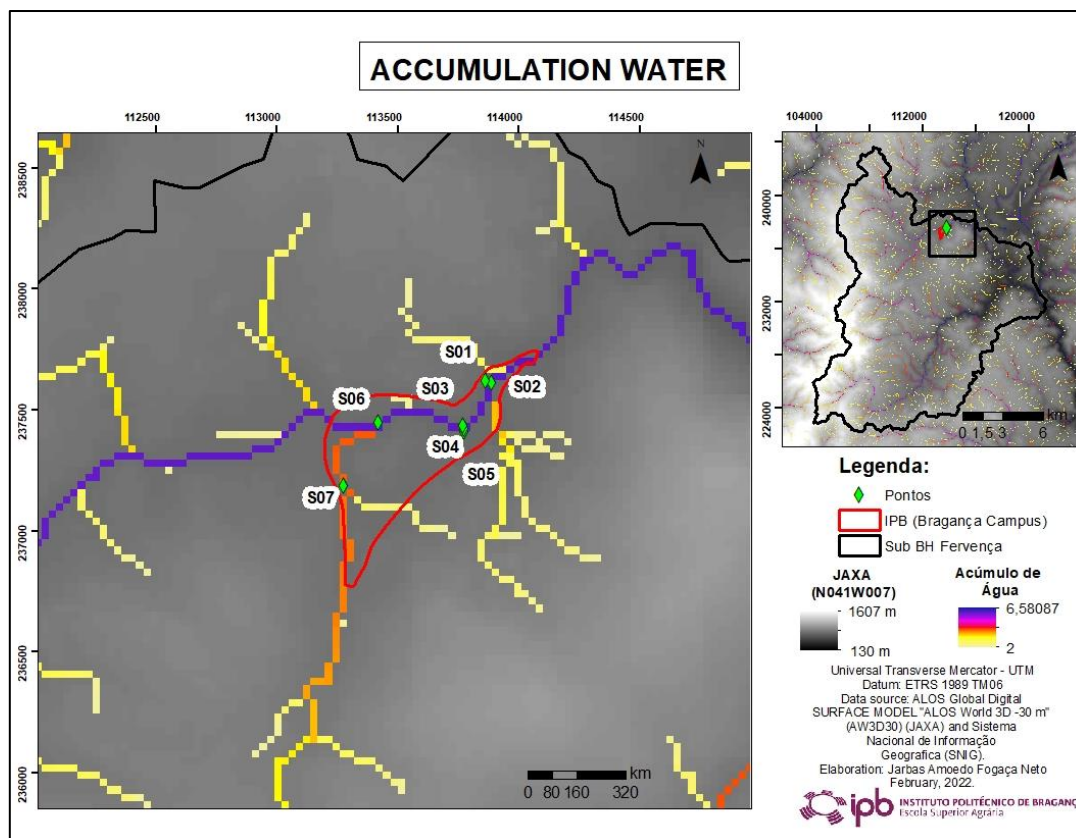 ACCUMULATION WATER
112500 113000 113500 114000 114500
238500
238000
237500
237000
236500
236000
N
S01
S02
S03
S06
S04
S05
S07
km
0 80 160 320
104000 112000 120000
240000
232000
224000
N
km
0 1,5 3 6
Legenda:
Pontos
IPB (Bragança Campus)
Sub BH Fervença
JAXA
(N041W007)
1607 m
130 m
Acúmulo de
Água
6,58087
2
Universal Transverse Mercator - UTM
Datum: ETRS 1989 TM06
Data source: ALOS Global Digital
SURFACE MODEL "ALOS World 3D -30 m"
(AW3D30) (JAXA) and Sistema
Nacional de Informação
Geografica (SNIG).
Elaboration: Jarbas Amoedo Fogaça Neto
February, 2022.
ipb INSTITUTO POLITÉCNICO DE BRAGANÇ
Escola Superior Agrária